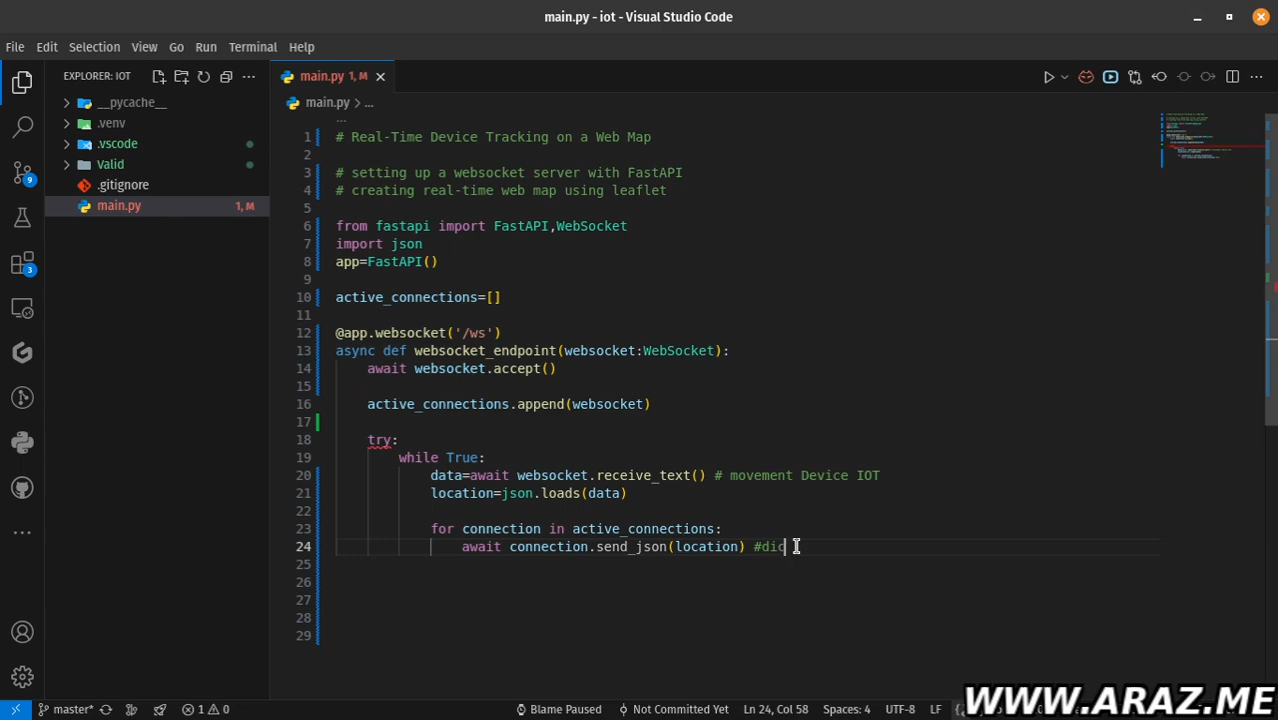 main.py - iot - Visual Studio Code
File Edit Selection View Go Run Terminal Help
EXPLORER: IOT
main.py 1, M
main.py > ...
__pycache__
.venv
.vscode
Valid
.gitignore
main.py 1, M
9
3
...
1 # Real-Time Device Tracking on a Web Map
2
3 # setting up a websocket server with FastAPI
4 # creating real-time web map using leaflet
5
6 from fastapi import FastAPI,WebSocket
7 import json
8 app=FastAPI()
9
10 active_connections=[]
11
12 @app.websocket('/ws')
13 async def websocket_endpoint(websocket:WebSocket):
14 await websocket.accept()
15
16 active_connections.append(websocket)
17
18 try:
19 while True:
20 data=await websocket.receive_text() # movement Device IOT
21 location=json.loads(data)
22
23 for connection in active_connections:
24 await connection.send_json(location) #dic
25
26
27
28
29
master* 1 0 Blame Paused Not Committed Yet Ln 24, Col 58 Spaces: 4 UTF-8 LF
WWW.ARAZ.ME